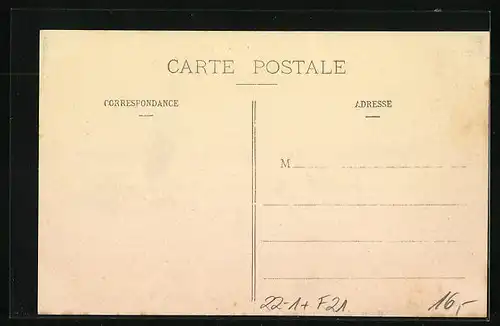 CARTE POSTALE
CORRESPONDANCE
ADRESSE
M
22-1+ F21
16,-